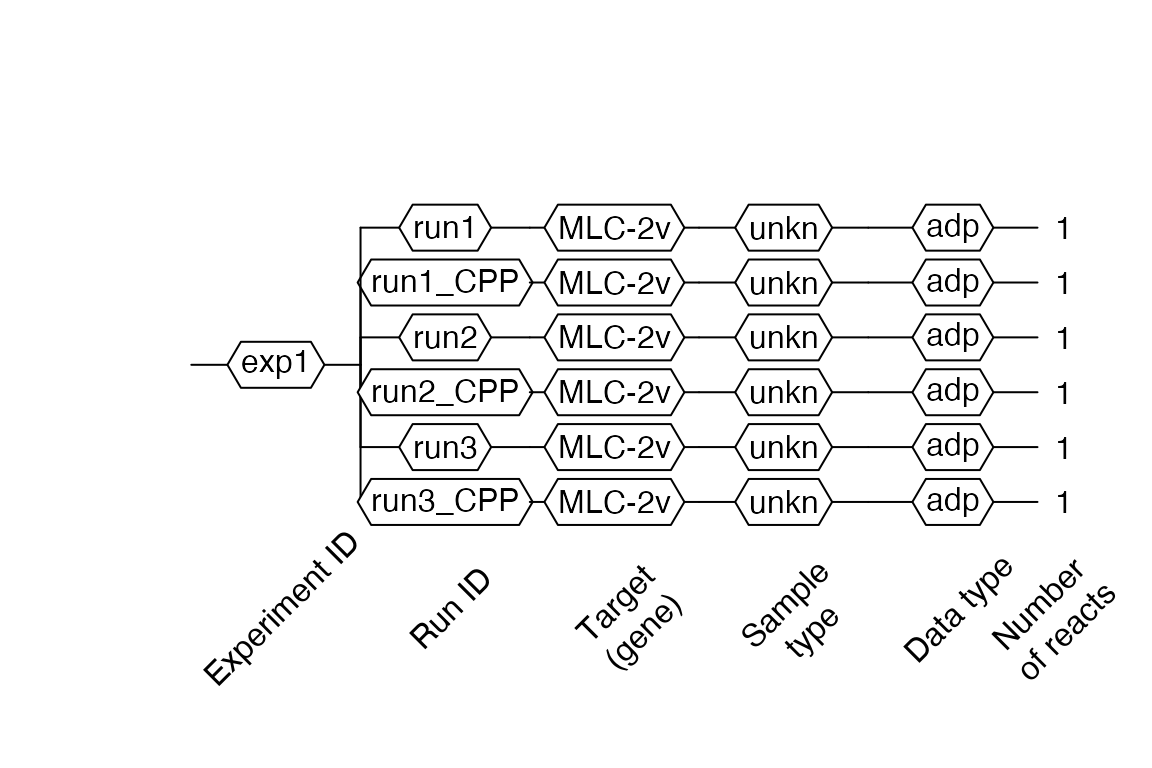 run1 MLC-2v unkn adp 1
run1_CPP MLC-2v unkn adp 1
run2 MLC-2v unkn adp 1
exp1
run2_CPP MLC-2v unkn adp 1
run3 MLC-2v unkn adp 1
run3_CPP MLC-2v unkn adp 1
Experiment ID
Run ID
Target
(gene)
Sample
type
Data type
Number
of reacts